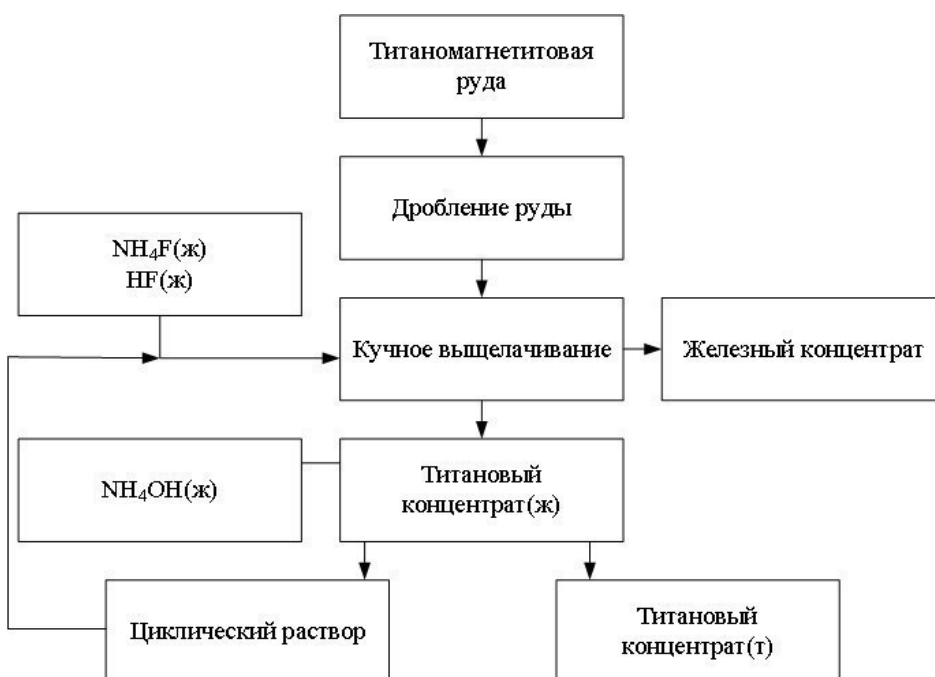 Титаномагнетитовая
руда
Дробление руды
NH₄F(ж)
HF(ж)
Кучное выщелачивание
Железный концентрат
NH₄OH(ж)
Титановый
концентрат(ж)
Циклический раствор
Титановый
концентрат(т)